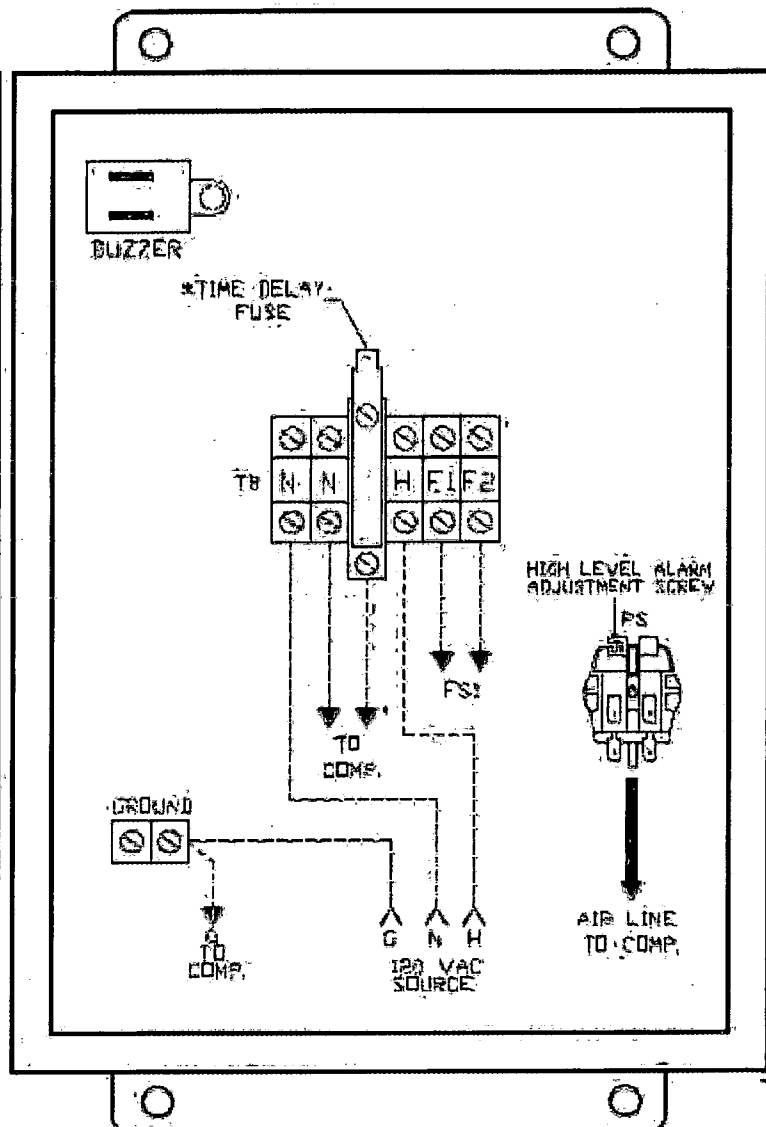 BUZZER
*TIME DELAY
FUSE
TB N N H F1 F2
HIGH LEVEL ALARM
ADJUSTMENT SCREW
PS
FS1
TO
COMP.
GROUND
TO
COMP.
G N H
120 VAC
SOURCE
AIR LINE
TO COMP.